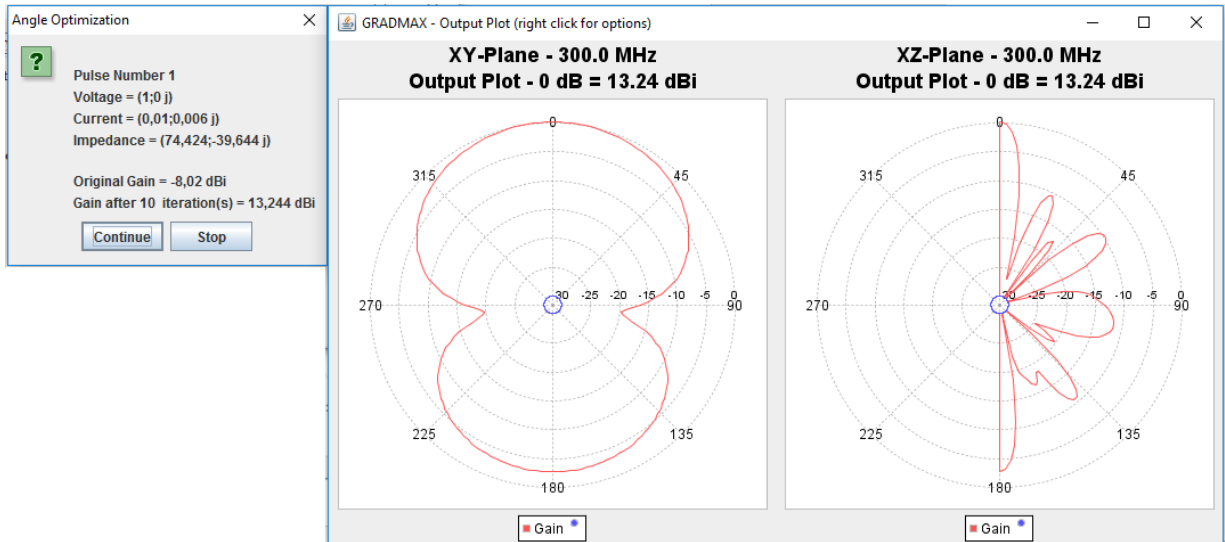 Angle Optimization
?
Pulse Number 1
Voltage = (1;0 j)
Current = (0,01;0,006 j)
Impedance = (74,424;-39,644 j)
Original Gain = -8,02 dBi
Gain after 10 iteration(s) = 13,244 dBi
Continue Stop
GRADMAX - Output Plot (right click for options)
XY-Plane - 300.0 MHz
Output Plot - 0 dB = 13.24 dBi
0
315 45
270 -30 -25 -20 -15 -10 -5 0 90
225 135
180
Gain
XZ-Plane - 300.0 MHz
Output Plot - 0 dB = 13.24 dBi
0
315 45
270 -30 -25 -20 -15 -10 -5 0 90
225 135
180
Gain